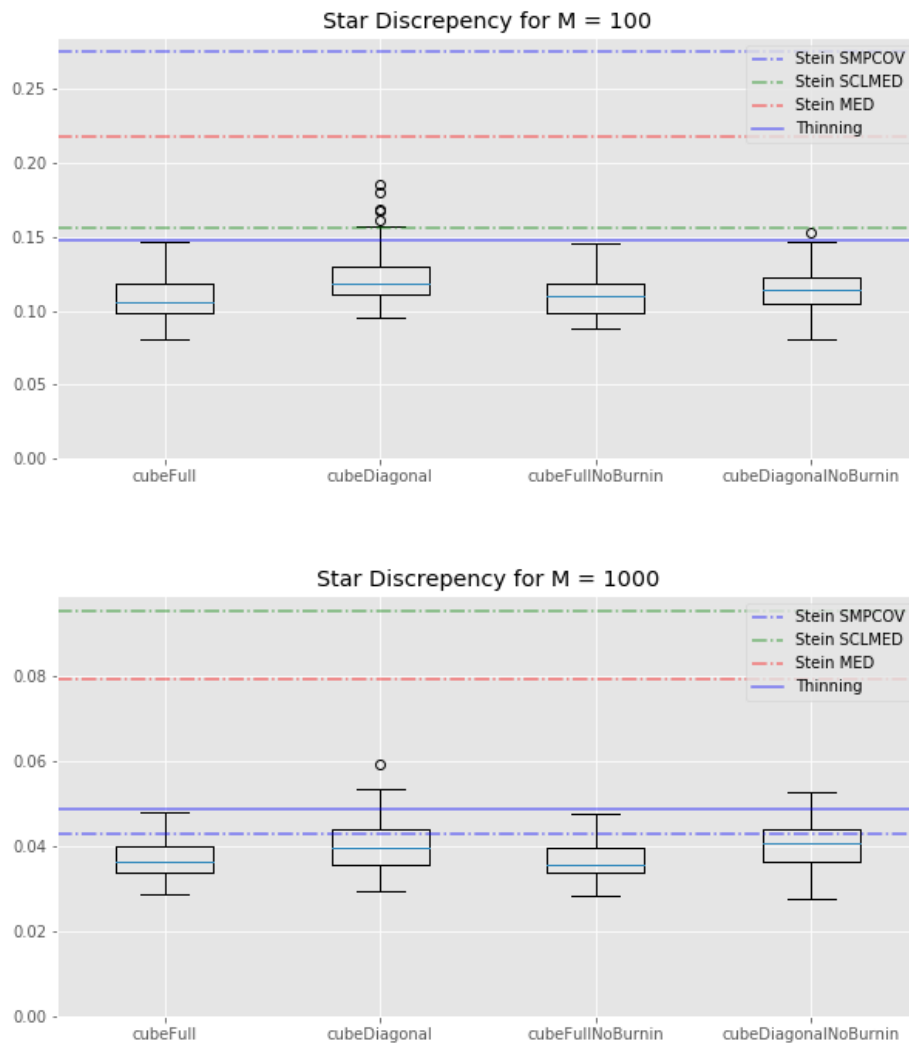 Star Discrepency for M = 100
Stein SMPCOV
Stein SCLMED
Stein MED
Thinning
0.25
0.20
0.15
0.10
0.05
0.00
cubeFull cubeDiagonal cubeFullNoBurnin cubeDiagonalNoBurnin
Star Discrepency for M = 1000
Stein SMPCOV
Stein SCLMED
Stein MED
Thinning
0.08
0.06
0.04
0.02
0.00
cubeFull cubeDiagonal cubeFullNoBurnin cubeDiagonalNoBurnin